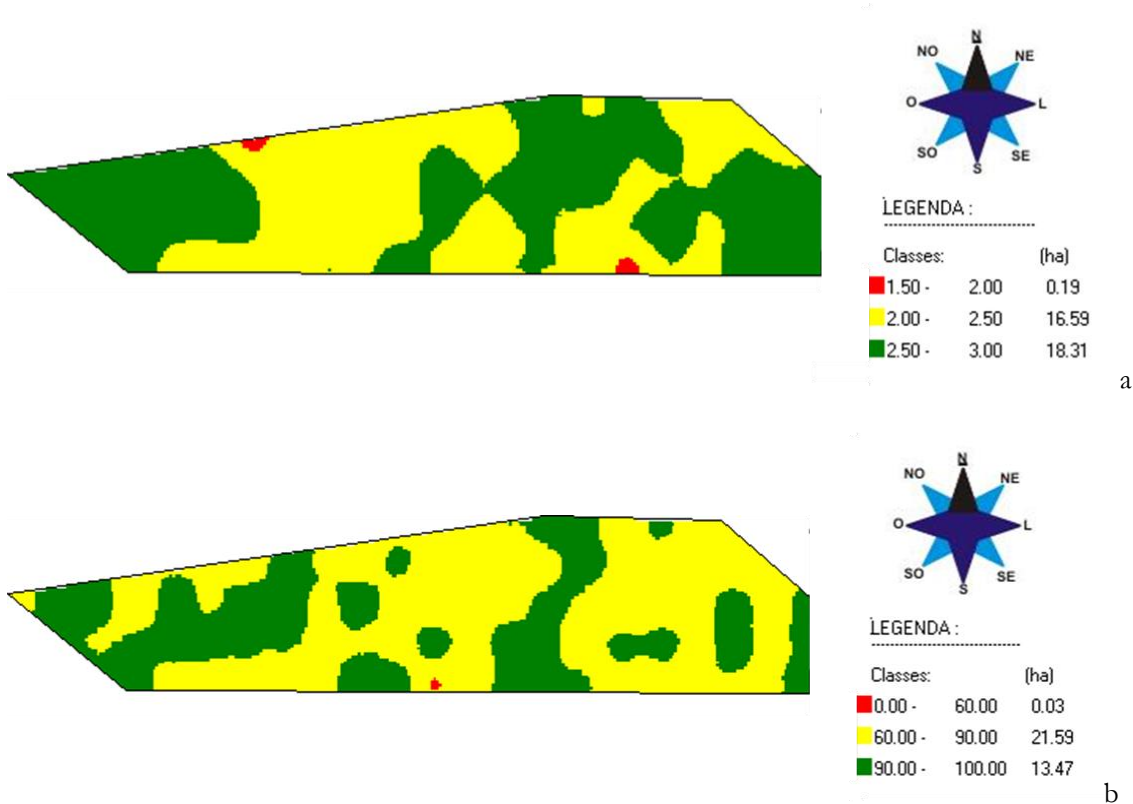 N
NO NE
O L
SO SE
S
LEGENDA :
Classes: (ha)
1.50 - 2.00 0.19
2.00 - 2.50 16.59
2.50 - 3.00 18.31
a
N
NO NE
O L
SO SE
S
LEGENDA :
Classes: (ha)
0.00 - 60.00 0.03
60.00 - 90.00 21.59
90.00 - 100.00 13.47
b